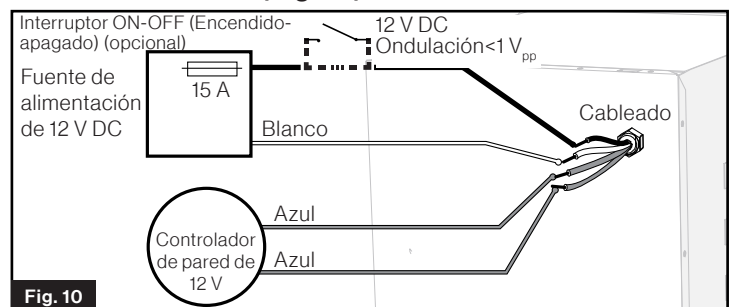 Interruptor ON-OFF (Encendido-
apagado) (opcional)
12 V DC
Ondulación<1 Vpp
Fuente de
alimentación
de 12 V DC
15 A
Cableado
Blanco
Azul
Controlador
de pared de
12 V
Azul
Fig. 10